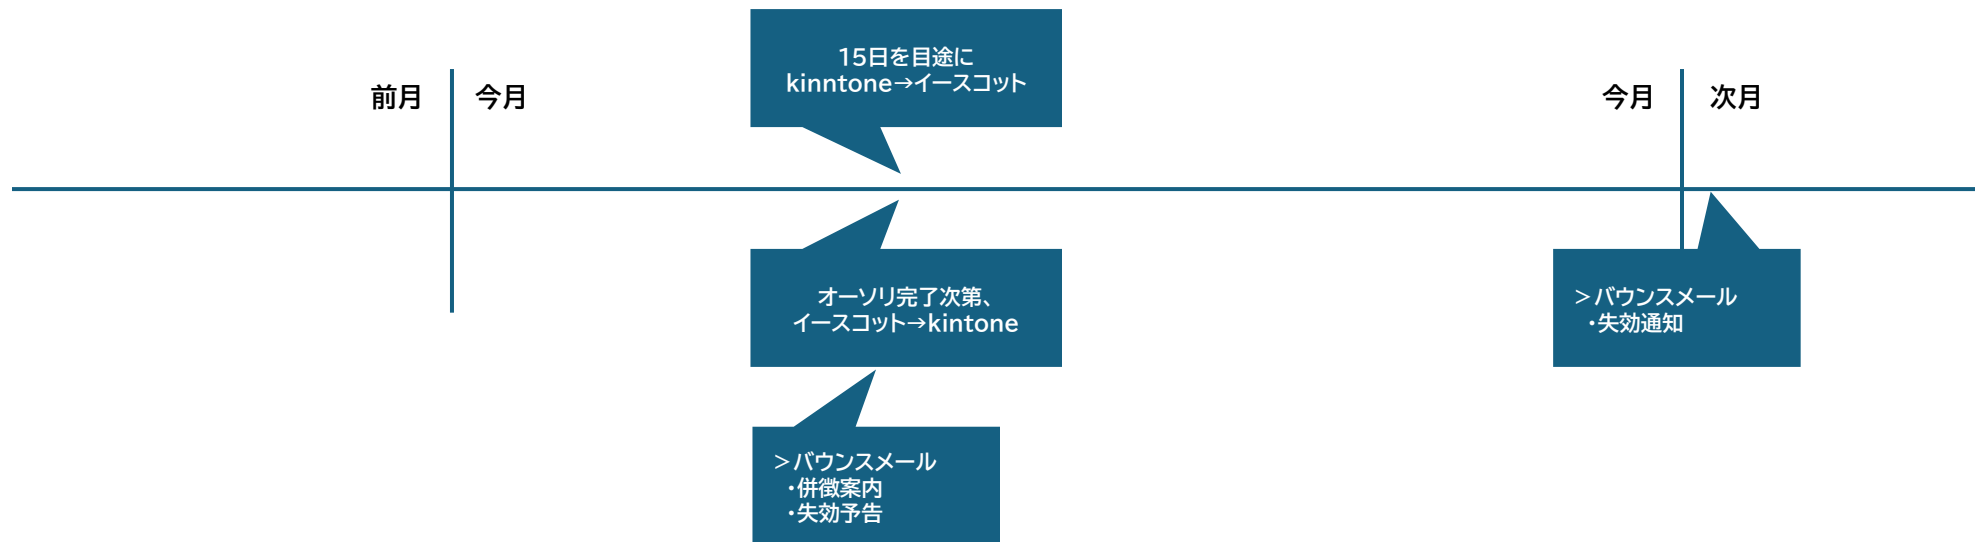 15日を目途に
kinntone→イースコット
前月
今月
今月
次月
オーソリ完了次第、
イースコット→kintone
＞バウンスメール
・失効通知
＞バウンスメール
・併徴案内
・失効予告